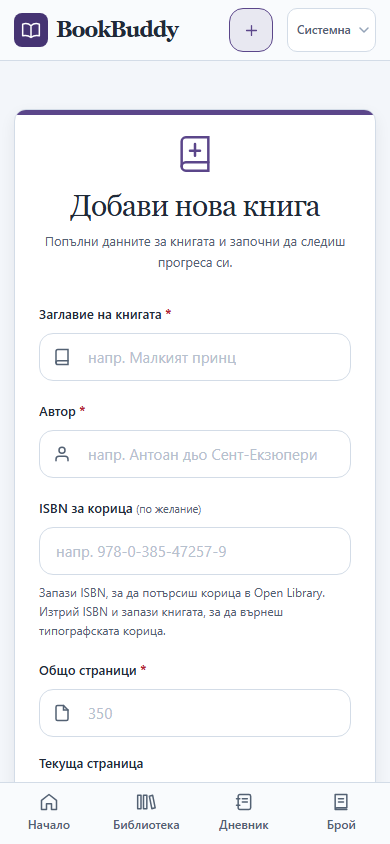 BookBuddy
Системна
Добави нова книга
Попълни данните за книгата и започни да следиш
прогреса си.
Заглавие на книгата *
напр. Малкият принц
Автор *
напр. Антоан дьо Сент-Екзюпери
ISBN за корица (по желание)
напр. 978-0-385-47257-9
Запази ISBN, за да потърсиш корица в Open Library.
Изтрий ISBN и запази книгата, за да върнеш
типографската корица.
Общо страници *
350
Текуща страница
Начало
Библиотека
Дневник
Брой